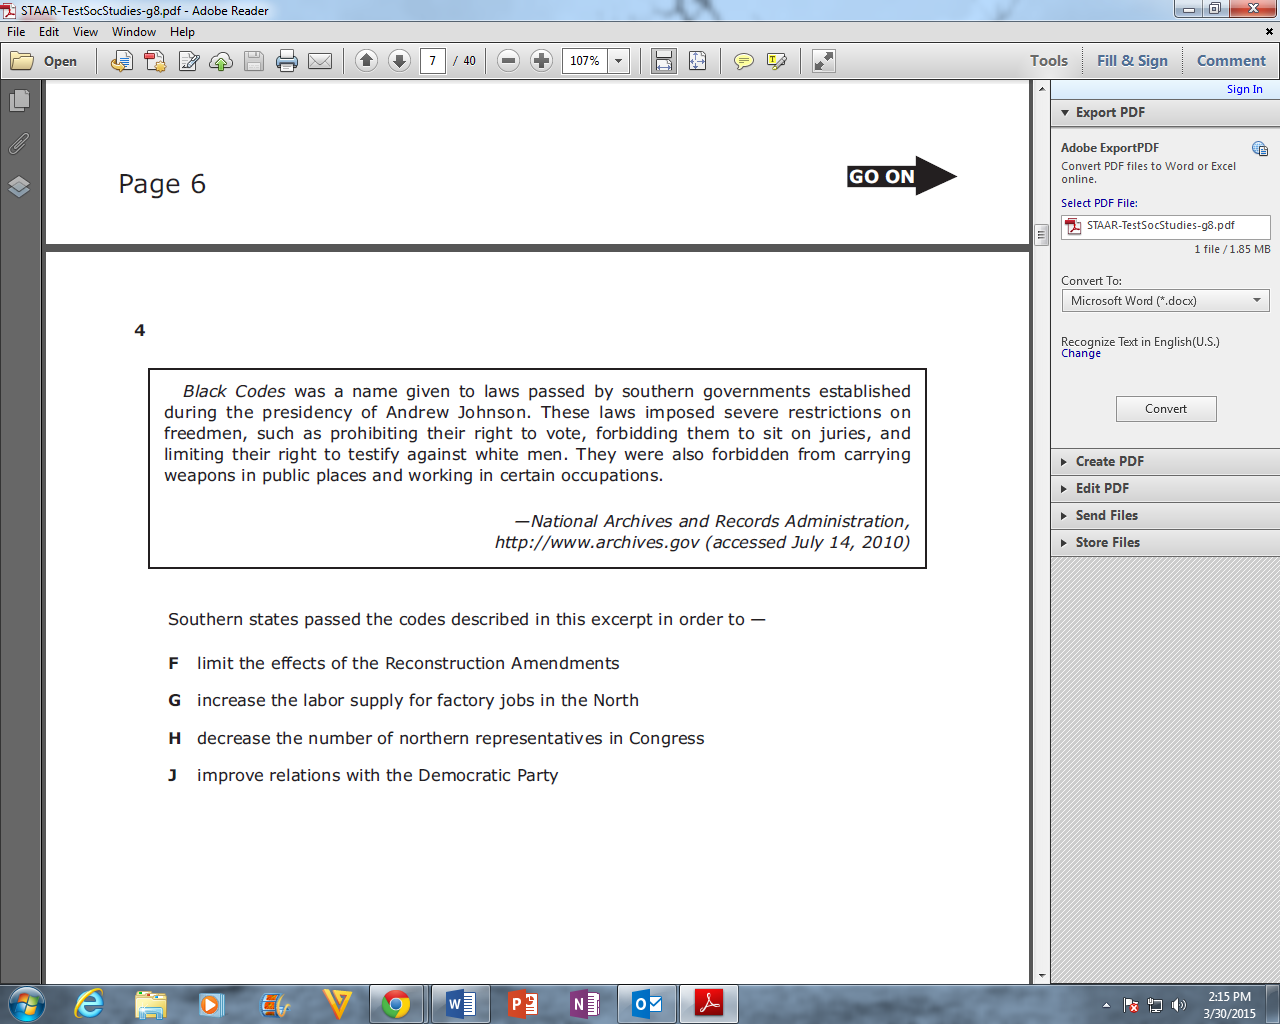 STAAR-TestSocStudies-g8.pdf - Adobe Reader
File Edit View Window Help
Open 7 / 40 107% Tools Fill & Sign Comment
Sign In
Export PDF
Adobe ExportPDF
Convert PDF files to Word or Excel
online.
Select PDF File:
STAAR-TestSocStudies-g8.pdf
1 file / 1.85 MB
Convert To:
Microsoft Word (*.docx)
Recognize Text in English(U.S.)
Change
Convert
Create PDF
Edit PDF
Send Files
Store Files
Page 6
GO ON
4
Black Codes was a name given to laws passed by southern governments established
during the presidency of Andrew Johnson. These laws imposed severe restrictions on
freedmen, such as prohibiting their right to vote, forbidding them to sit on juries, and
limiting their right to testify against white men. They were also forbidden from carrying
weapons in public places and working in certain occupations.
—National Archives and Records Administration,
http://www.archives.gov (accessed July 14, 2010)
Southern states passed the codes described in this excerpt in order to —
F limit the effects of the Reconstruction Amendments
G increase the labor supply for factory jobs in the North
H decrease the number of northern representatives in Congress
J improve relations with the Democratic Party
2:15 PM
3/30/2015